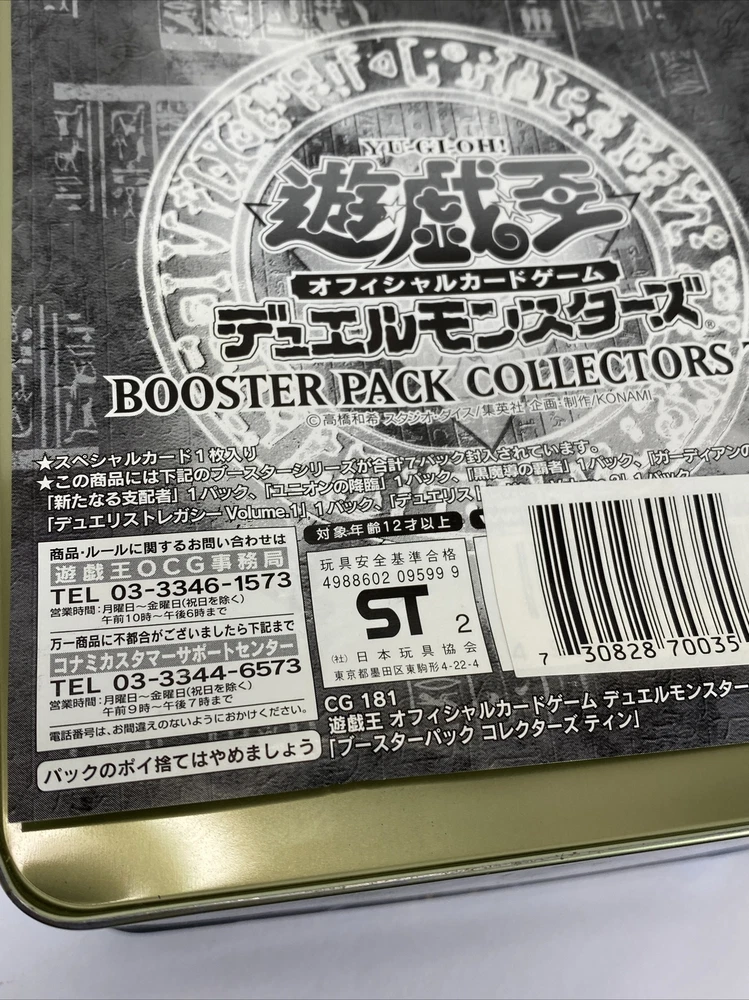 YU-GI-OH!
遊戯王
オフィシャルカードゲーム
デュエルモンスターズ®
BOOSTER PACK COLLECTORS T
©高橋和希 スタジオ・ダイス/集英社 企画・制作/KONAMI
★スペシャルカード1枚入り
★この商品には下記のブースターシリーズが合計7パック封入されています。
「新たなる支配者」1パック、「ユニオンの降臨」1パック、「黒魔導の覇者」1パック、「ガーディアンの
「デュエリストレガシー Volume.1」1パック、「デュエリス
対象年齢12才以上
商品・ルールに関するお問い合わせは
遊戯王OCG事務局
TEL 03-3346-1573
営業時間:月曜日~金曜日(祝日を除く)
午前10時~午後6時まで
万一商品に不都合がございましたら下記まで
コナミカスタマーサポートセンター
TEL 03-3344-6573
営業時間:月曜日~金曜日(祝日を除く)
午前9時~午後7時まで
電話番号は、お間違えのないようにおかけください。
パックのポイ捨てはやめましょう
玩具安全基準合格
4988602 09599 9
ST 2
(社)日本玩具協会
東京都墨田区東駒形4-22-4
7 30828 70035
CG 181
遊戯王 オフィシャルカードゲーム デュエルモンスター
「ブースターパック コレクターズ ティン」